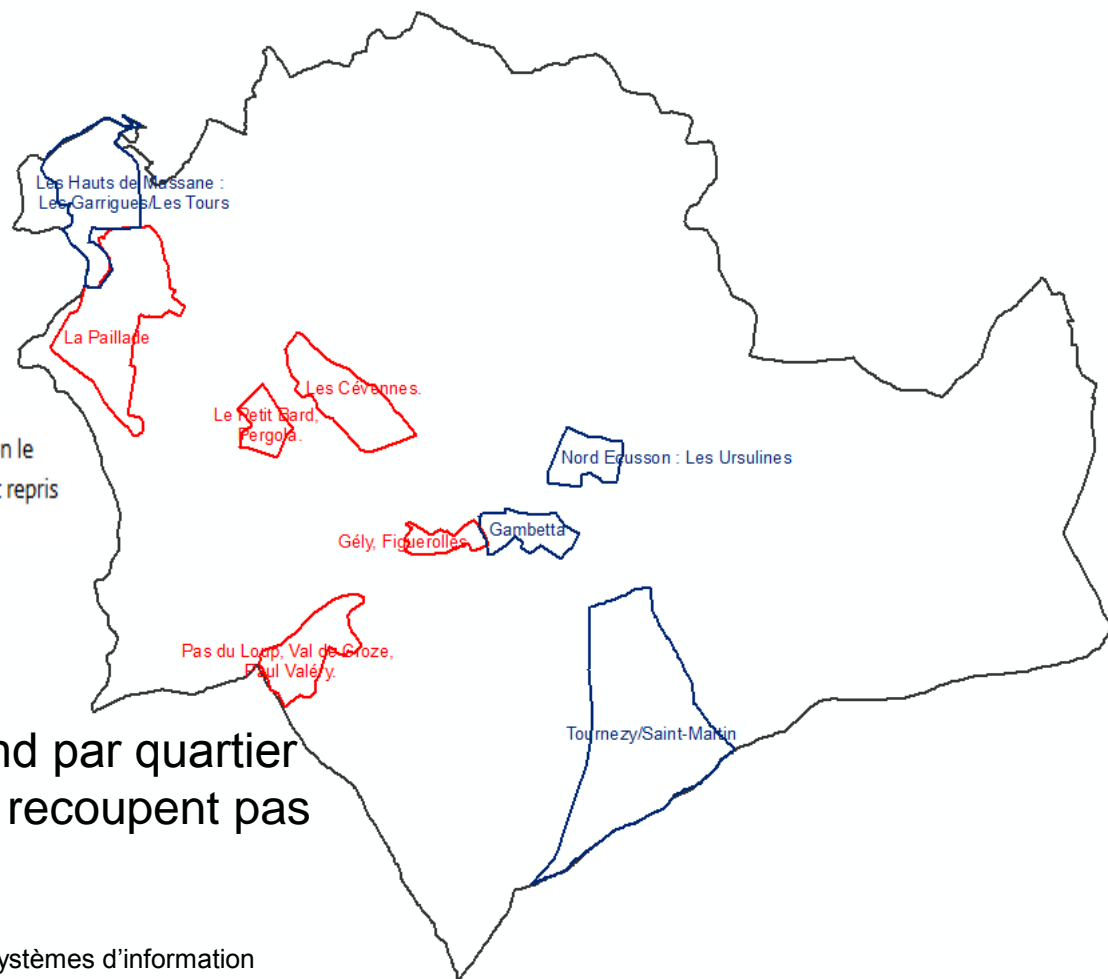 Les Hauts de Massane :
Les Garrigues/Les Tours
La Paillade
Les Cévennes.
Le Petit Bard,
Pergola.
n le
repris
Nord Ecusson : Les Ursulines
Gambetta
Gély, Figuerolles
Pas du Loup, Val de Croze,
Paul Valéry.
Tournezy/Saint-Martin
nd par quartier
recoupent pas
ystèmes d'information